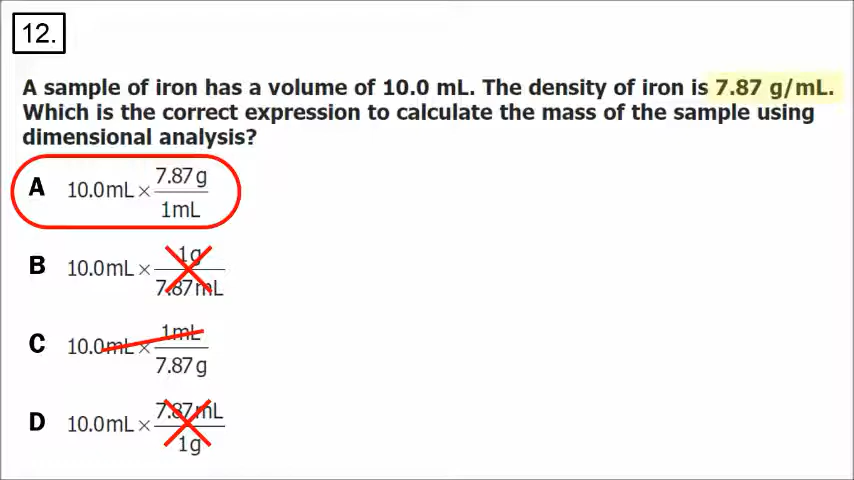 12.
A sample of iron has a volume of 10.0 mL. The density of iron is 7.87 g/mL.
Which is the correct expression to calculate the mass of the sample using
dimensional analysis?
A 10.0mL × 7.87g
1mL
B 10.0mL × 1g
7.87mL
C 10.0mL × 1mL
7.87g
D 10.0mL × 7.87mL
1g